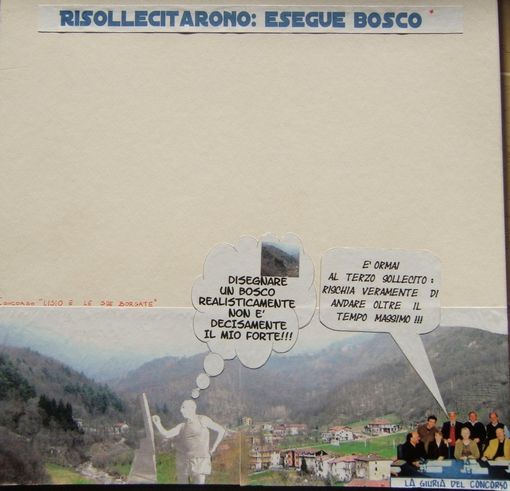 RISOLLECITARONO: ESEGUE BOSCO *
DISEGNARE
UN BOSCO
REALISTICAMENTE
NON E'
DECISAMENTE
IL MIO FORTE!!!
E' ORMAI
AL TERZO SOLLECITO:
RISCHIA VERAMENTE DI
ANDARE OLTRE IL
TEMPO MASSIMO!!!
CONCORSO "LISIO E LE SUE BORGATE"
LA GIURIA DEL CONCORSO